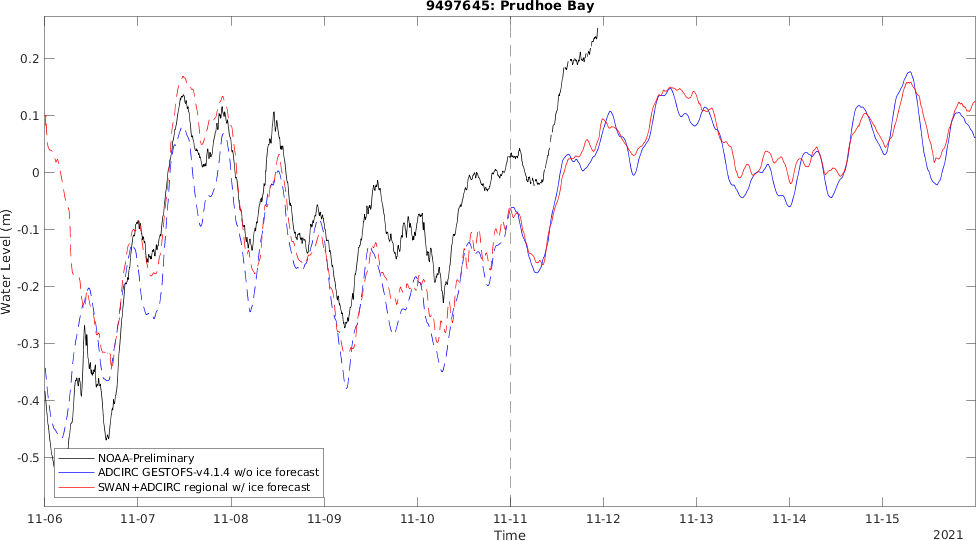 9497645: Prudhoe Bay
Water Level (m)
0.2
0.1
0
-0.1
-0.2
-0.3
-0.4
-0.5
NOAA-Preliminary
ADCIRC GESTOFS-v4.1.4 w/o ice forecast
SWAN+ADCIRC regional w/ ice forecast
11-06 11-07 11-08 11-09 11-10 11-11 11-12 11-13 11-14 11-15
Time
2021